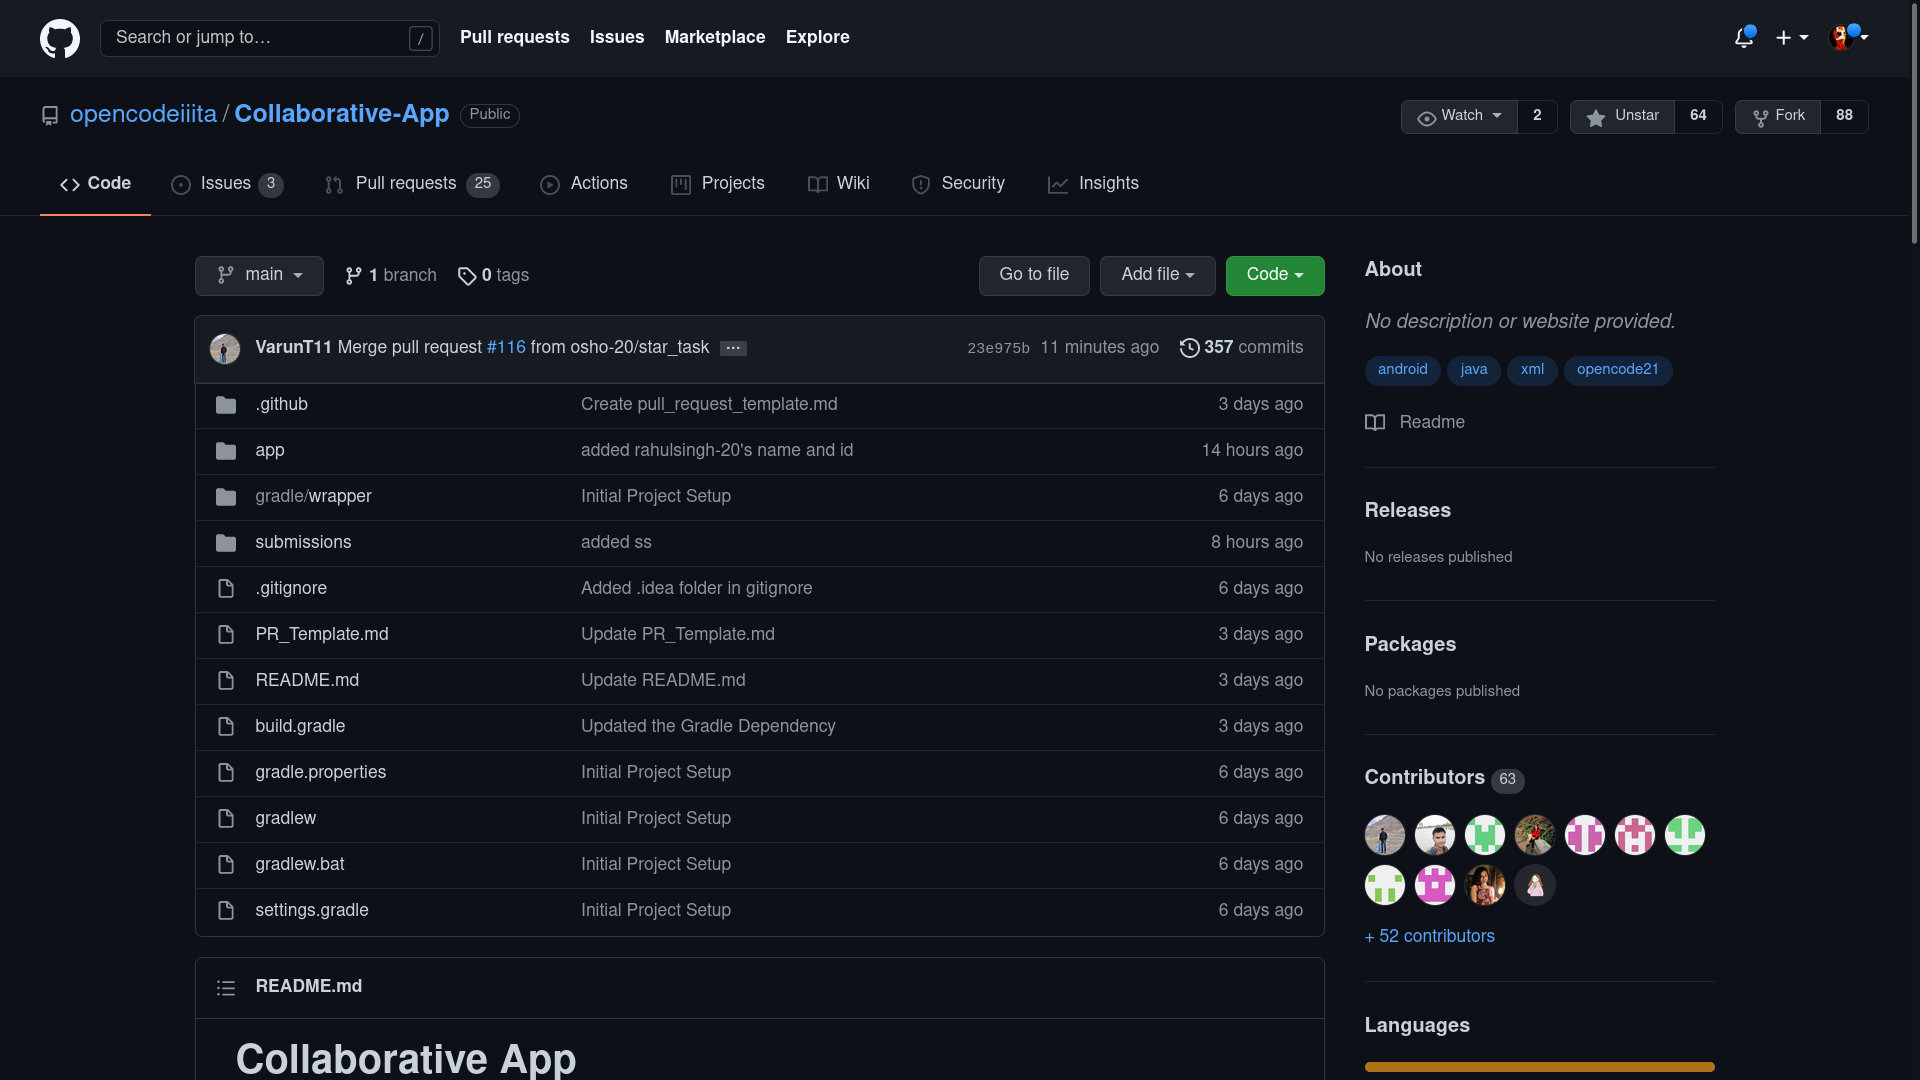 Search or jump to… /
Pull requests Issues Marketplace Explore
opencodeiiita / Collaborative-App Public
Watch 2 Unstar 64 Fork 88
Code Issues 3 Pull requests 25 Actions Projects Wiki Security Insights
main 1 branch 0 tags Go to file Add file Code
VarunT11 Merge pull request #116 from osho-20/star_task ... 23e975b 11 minutes ago 357 commits
.github Create pull_request_template.md 3 days ago
app added rahulsingh-20's name and id 14 hours ago
gradle/wrapper Initial Project Setup 6 days ago
submissions added ss 8 hours ago
.gitignore Added .idea folder in gitignore 6 days ago
PR_Template.md Update PR_Template.md 3 days ago
README.md Update README.md 3 days ago
build.gradle Updated the Gradle Dependency 3 days ago
gradle.properties Initial Project Setup 6 days ago
gradlew Initial Project Setup 6 days ago
gradlew.bat Initial Project Setup 6 days ago
settings.gradle Initial Project Setup 6 days ago
README.md
Collaborative App
About
No description or website provided.
android java xml opencode21
Readme
Releases
No releases published
Packages
No packages published
Contributors 63
+ 52 contributors
Languages